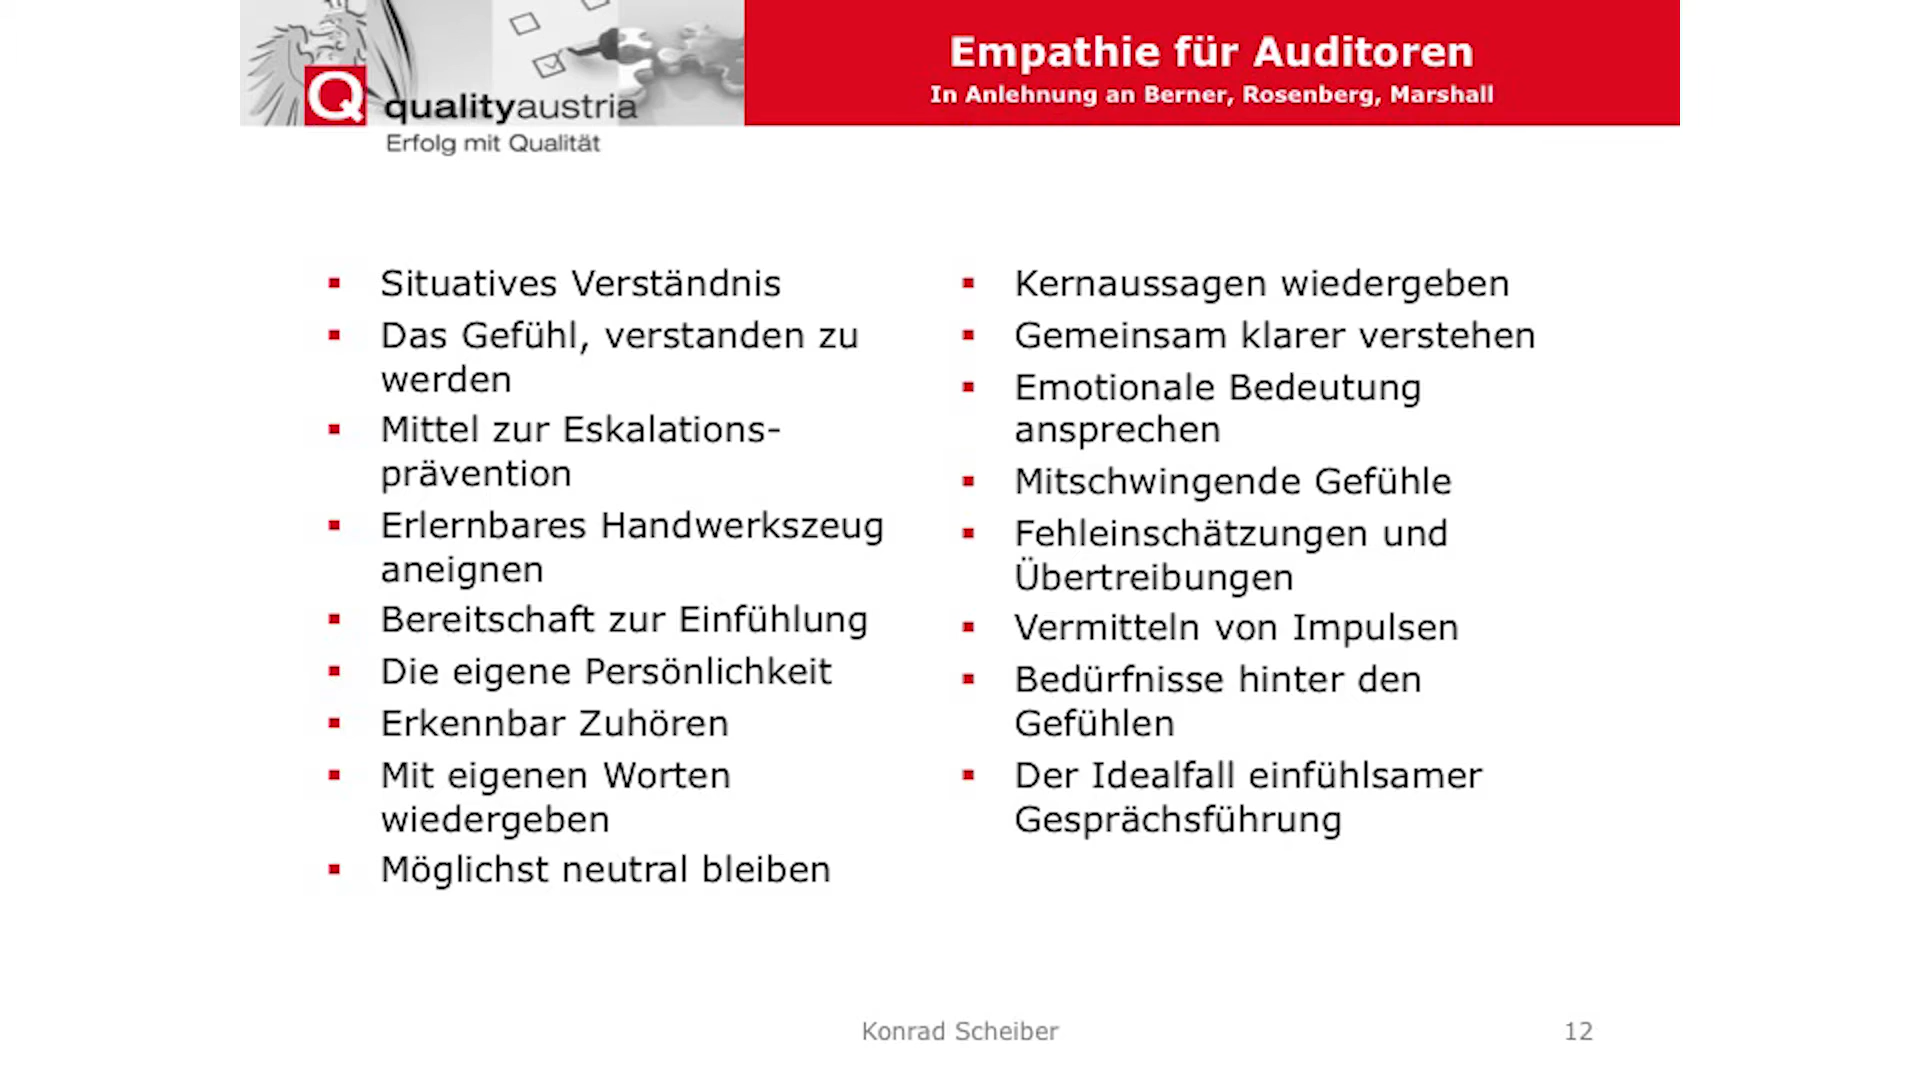 Empathie für Auditoren
In Anlehnung an Berner, Rosenberg, Marshall
Q
qualityaustria
Erfolg mit Qualität
Situatives Verständnis
Das Gefühl, verstanden zu
werden
Mittel zur Eskalations-
prävention
Erlernbares Handwerkszeug
aneignen
Bereitschaft zur Einfühlung
Die eigene Persönlichkeit
Erkennbar Zuhören
Mit eigenen Worten
wiedergeben
Möglichst neutral bleiben
Kernaussagen wiedergeben
Gemeinsam klarer verstehen
Emotionale Bedeutung
ansprechen
Mitschwingende Gefühle
Fehleinschätzungen und
Übertreibungen
Vermitteln von Impulsen
Bedürfnisse hinter den
Gefühlen
Der Idealfall einfühlsamer
Gesprächsführung
Konrad Scheiber
12